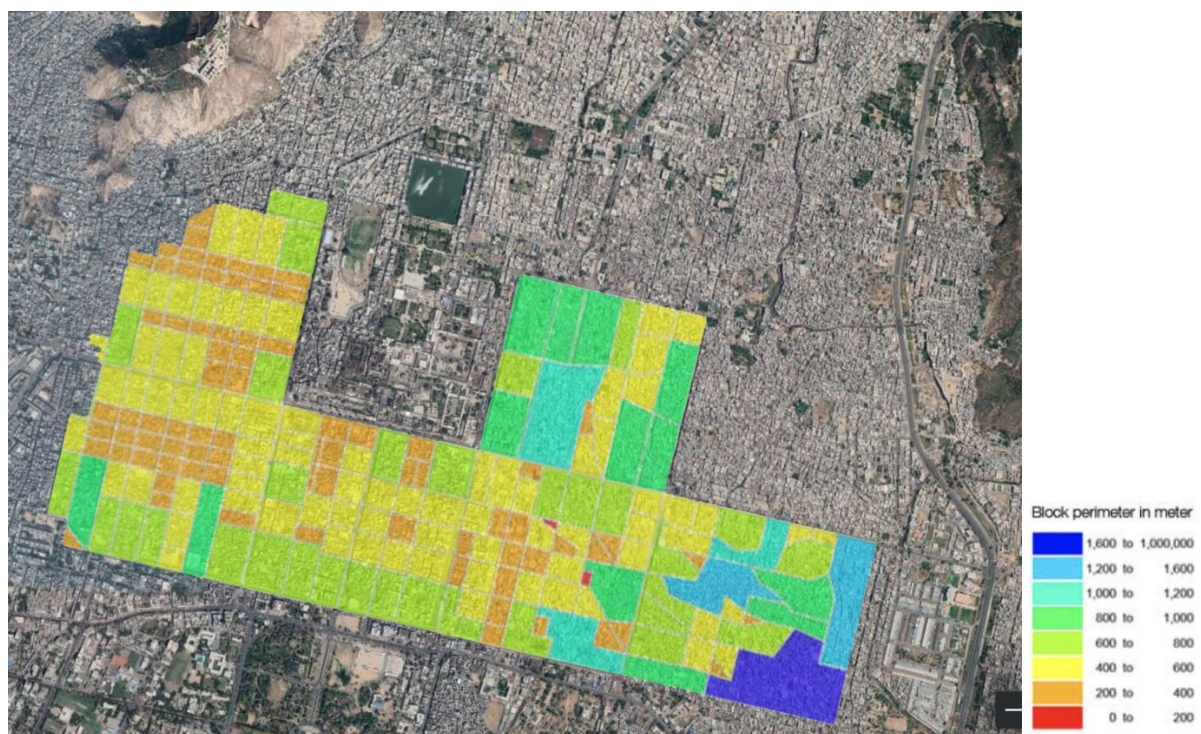 Block perimeter in meter
1,600 to 1,000,000
1,200 to 1,600
1,000 to 1,200
800 to 1,000
600 to 800
400 to 600
200 to 400
0 to 200